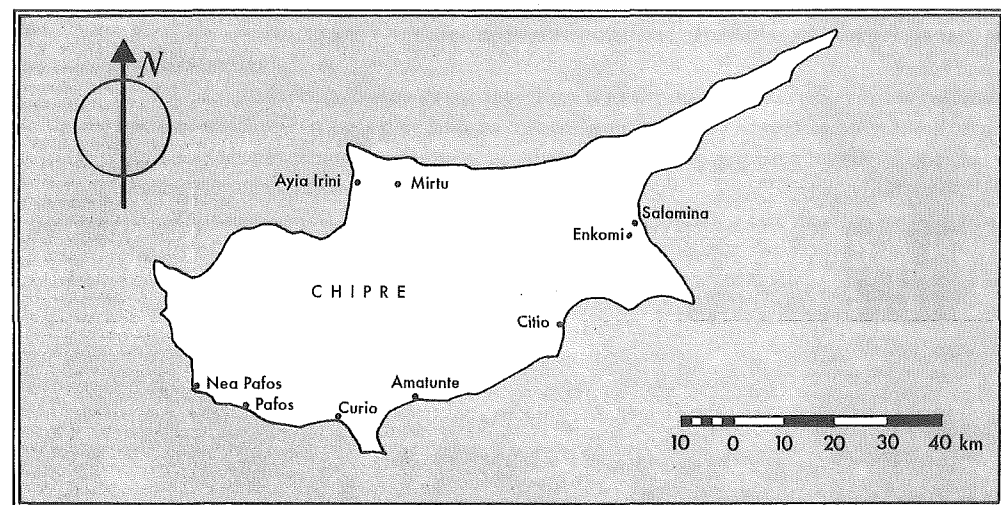 N
Ayia Irini
Mirtu
Salamina
Enkomi
CHIPRE
Citio
Nea Pafos
Amatunte
Pafos
Curio
10 0 10 20 30 40 km